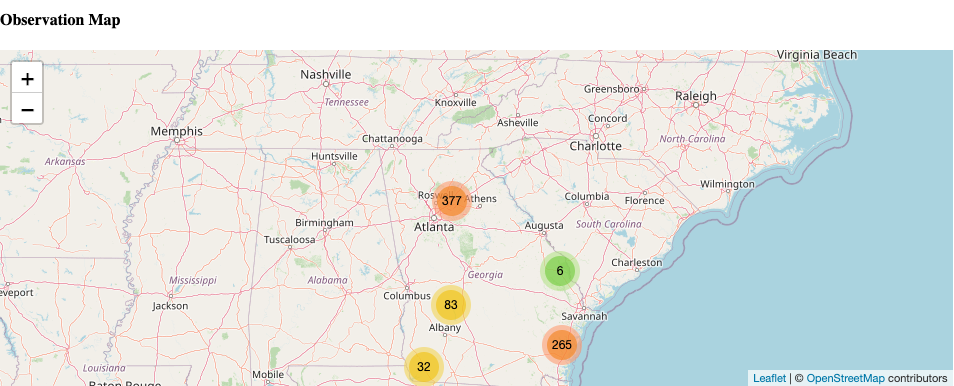 Observation Map
Virginia Beach
+
Nashville
Greensboro
Raleigh
Tennessee
Knoxville
−
Asheville
Concord
Memphis
Chattanooga
Charlotte
North Carolina
Arkansas
Huntsville
Wilmington
Ros
377
Athens
Columbia
Florence
Birmingham
Atlanta
Augusta
South Carolina
Tuscaloosa
Charleston
6
Georgia
Mississippi
Alabama
eveport
Columbus
83
Jackson
Savannah
Albany
265
Louisiana
32
Mobile
Baton Rouge
Leaflet | © OpenStreetMap contributors